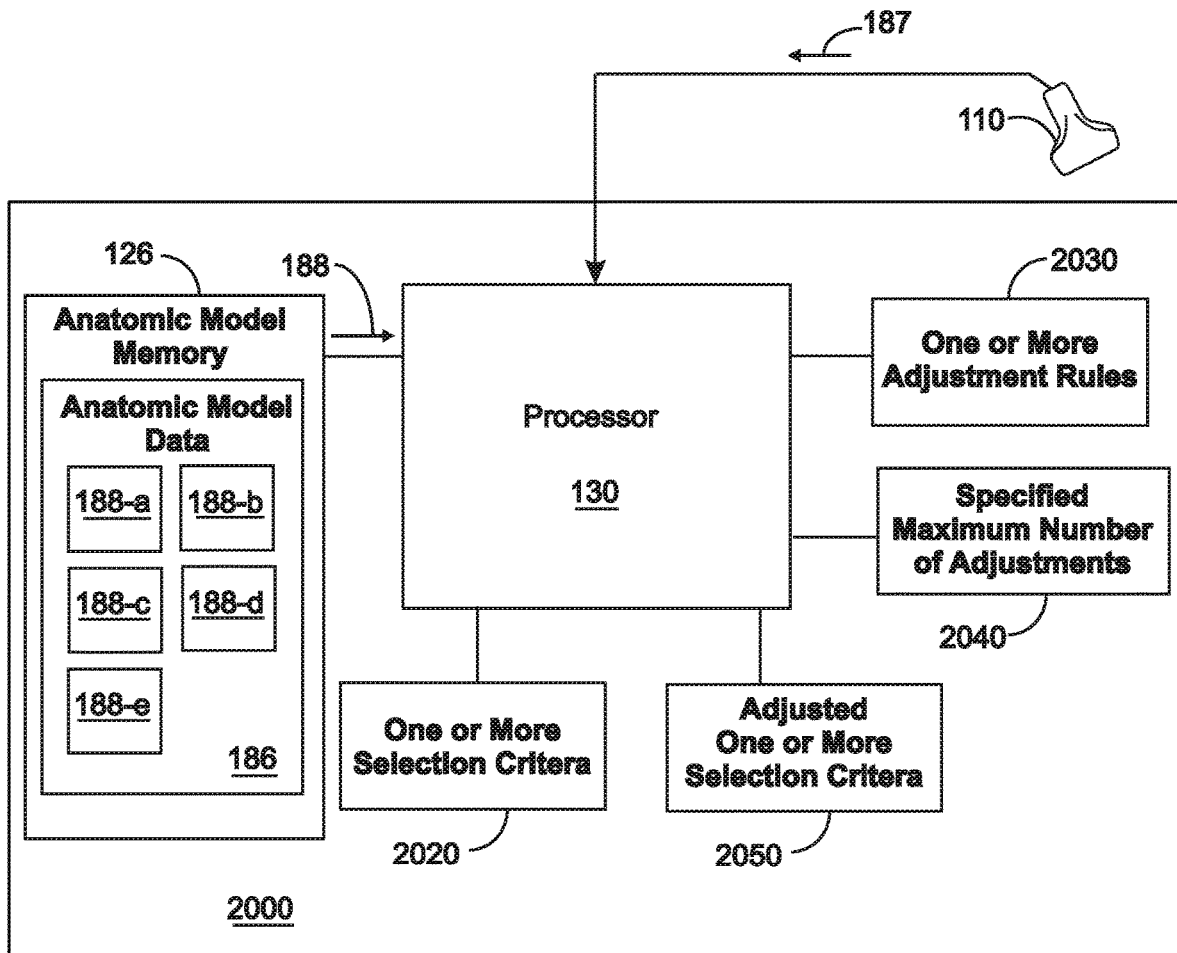 187
110
126
188
2030
Anatomic Model
Memory
Anatomic Model
Data
188-a
188-b
188-c
188-d
188-e
186
Processor
130
One or More
Adjustment Rules
Specified
Maximum Number
of Adjustments
2040
One or More
Selection Critera
2020
Adjusted
One or More
Selection Critera
2050
2000